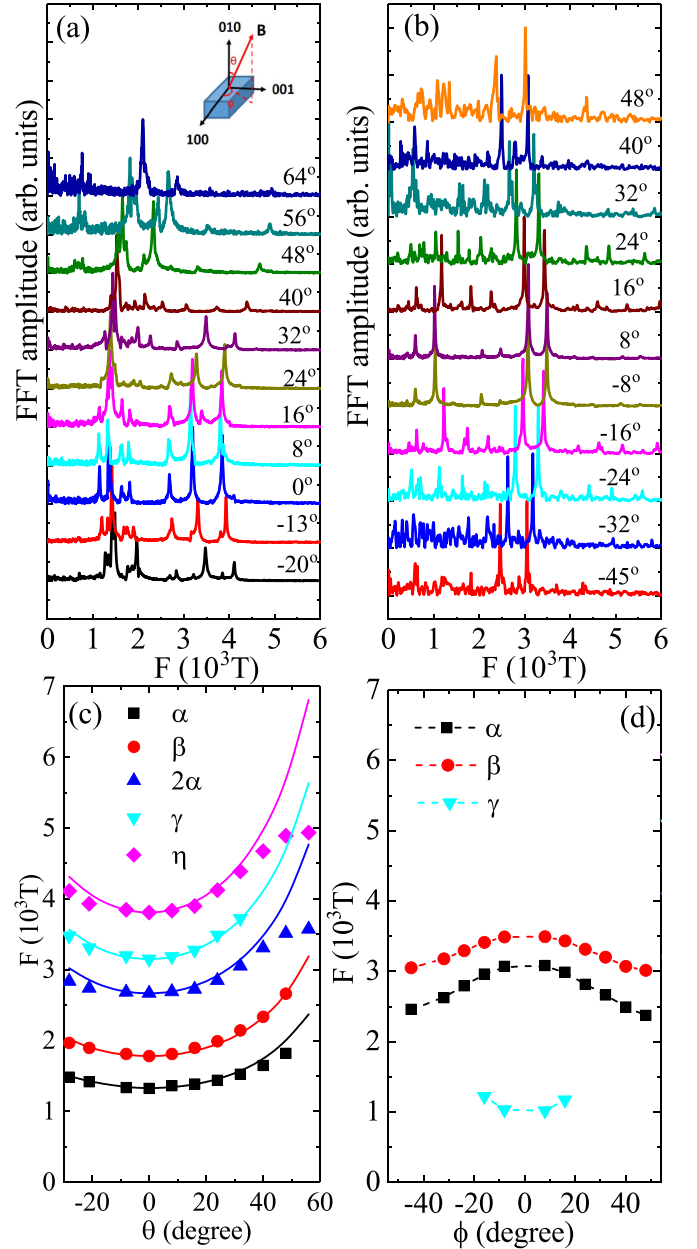 (a)
010
B
θ
001
φ
100
FFT amplitude (arb. units)
64°
56°
48°
40°
32°
24°
16°
8°
0°
-13°
-20°
0 1 2 3 4 5 6
F (10³T)
(b)
FFT amplitude (arb. units)
48°
40°
32°
24°
16°
8°
-8°
-16°
-24°
-32°
-45°
0 1 2 3 4 5 6
F (10³T)
(c)
α
β
2α
γ
η
F (10³T)
7
6
5
4
3
2
1
0
-20 0 20 40 60
θ (degree)
(d)
α
β
γ
F (10³T)
7
6
5
4
3
2
1
0
-40 -20 0 20 40
ϕ (degree)